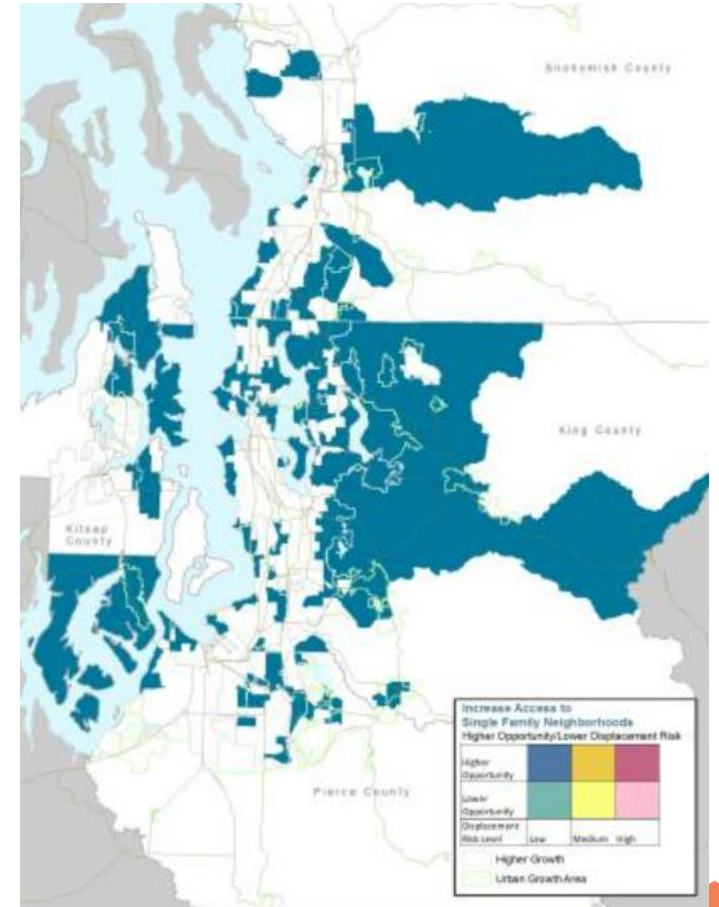 Snohomish County
King County
Kitsap
County
Pierce County
Increase Access to
Single Family Neighborhoods
Higher Opportunity/Lower Displacement Risk
Higher
Opportunity
Lower
Opportunity
Displacement
Risk Level Low Medium High
Higher Growth
Urban Growth Area